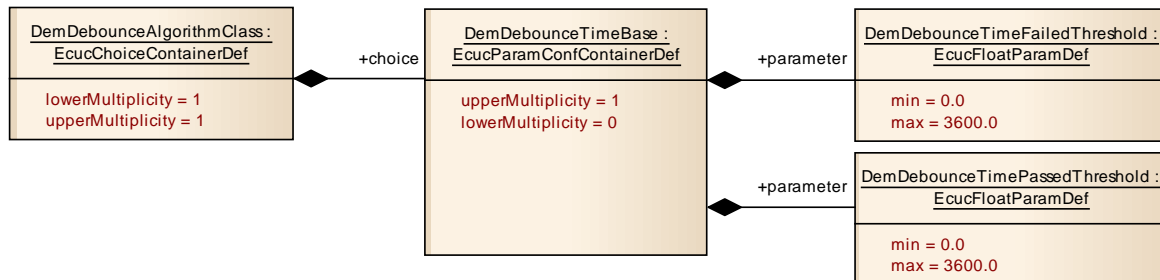 DemDebounceAlgorithmClass :
EcucChoiceContainerDef
lowerMultiplicity = 1
upperMultiplicity = 1
+choice
DemDebounceTimeBase :
EcucParamConfContainerDef
upperMultiplicity = 1
lowerMultiplicity = 0
+parameter
DemDebounceTimeFailedThreshold :
EcucFloatParamDef
min = 0.0
max = 3600.0
+parameter
DemDebounceTimePassedThreshold :
EcucFloatParamDef
min = 0.0
max = 3600.0